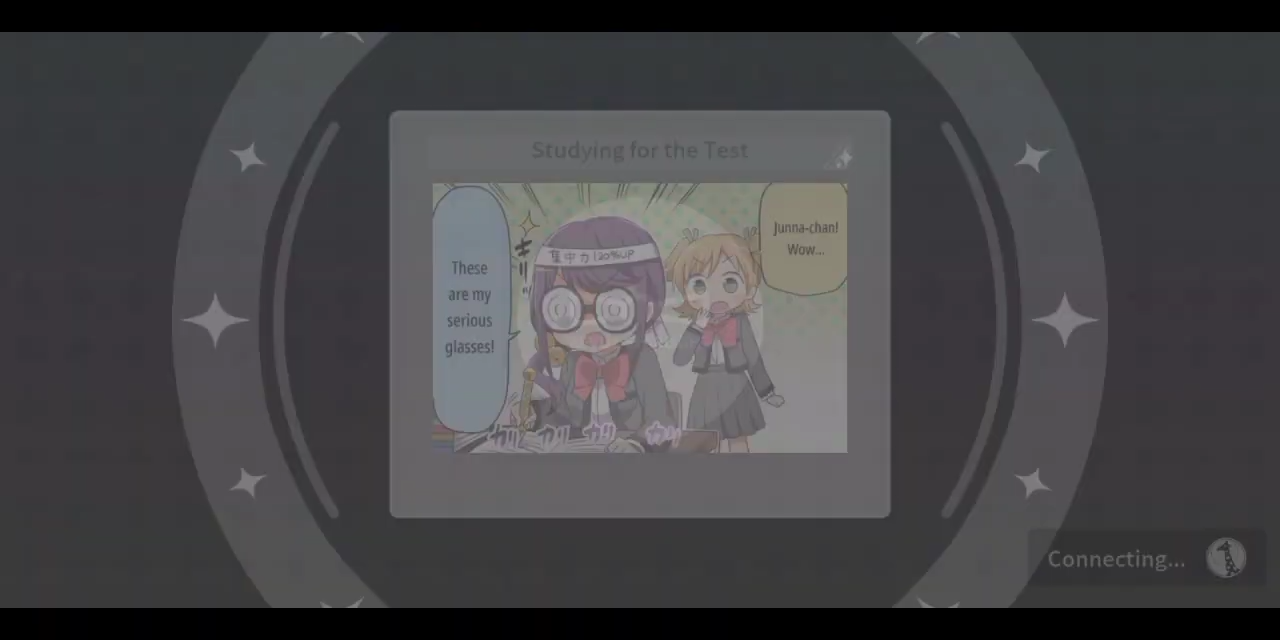 Studying for the Test
These
are my
serious
glasses!
Junna-chan!
Wow...
集中力120%UP
カリ カリ カリ カリ
Connecting...